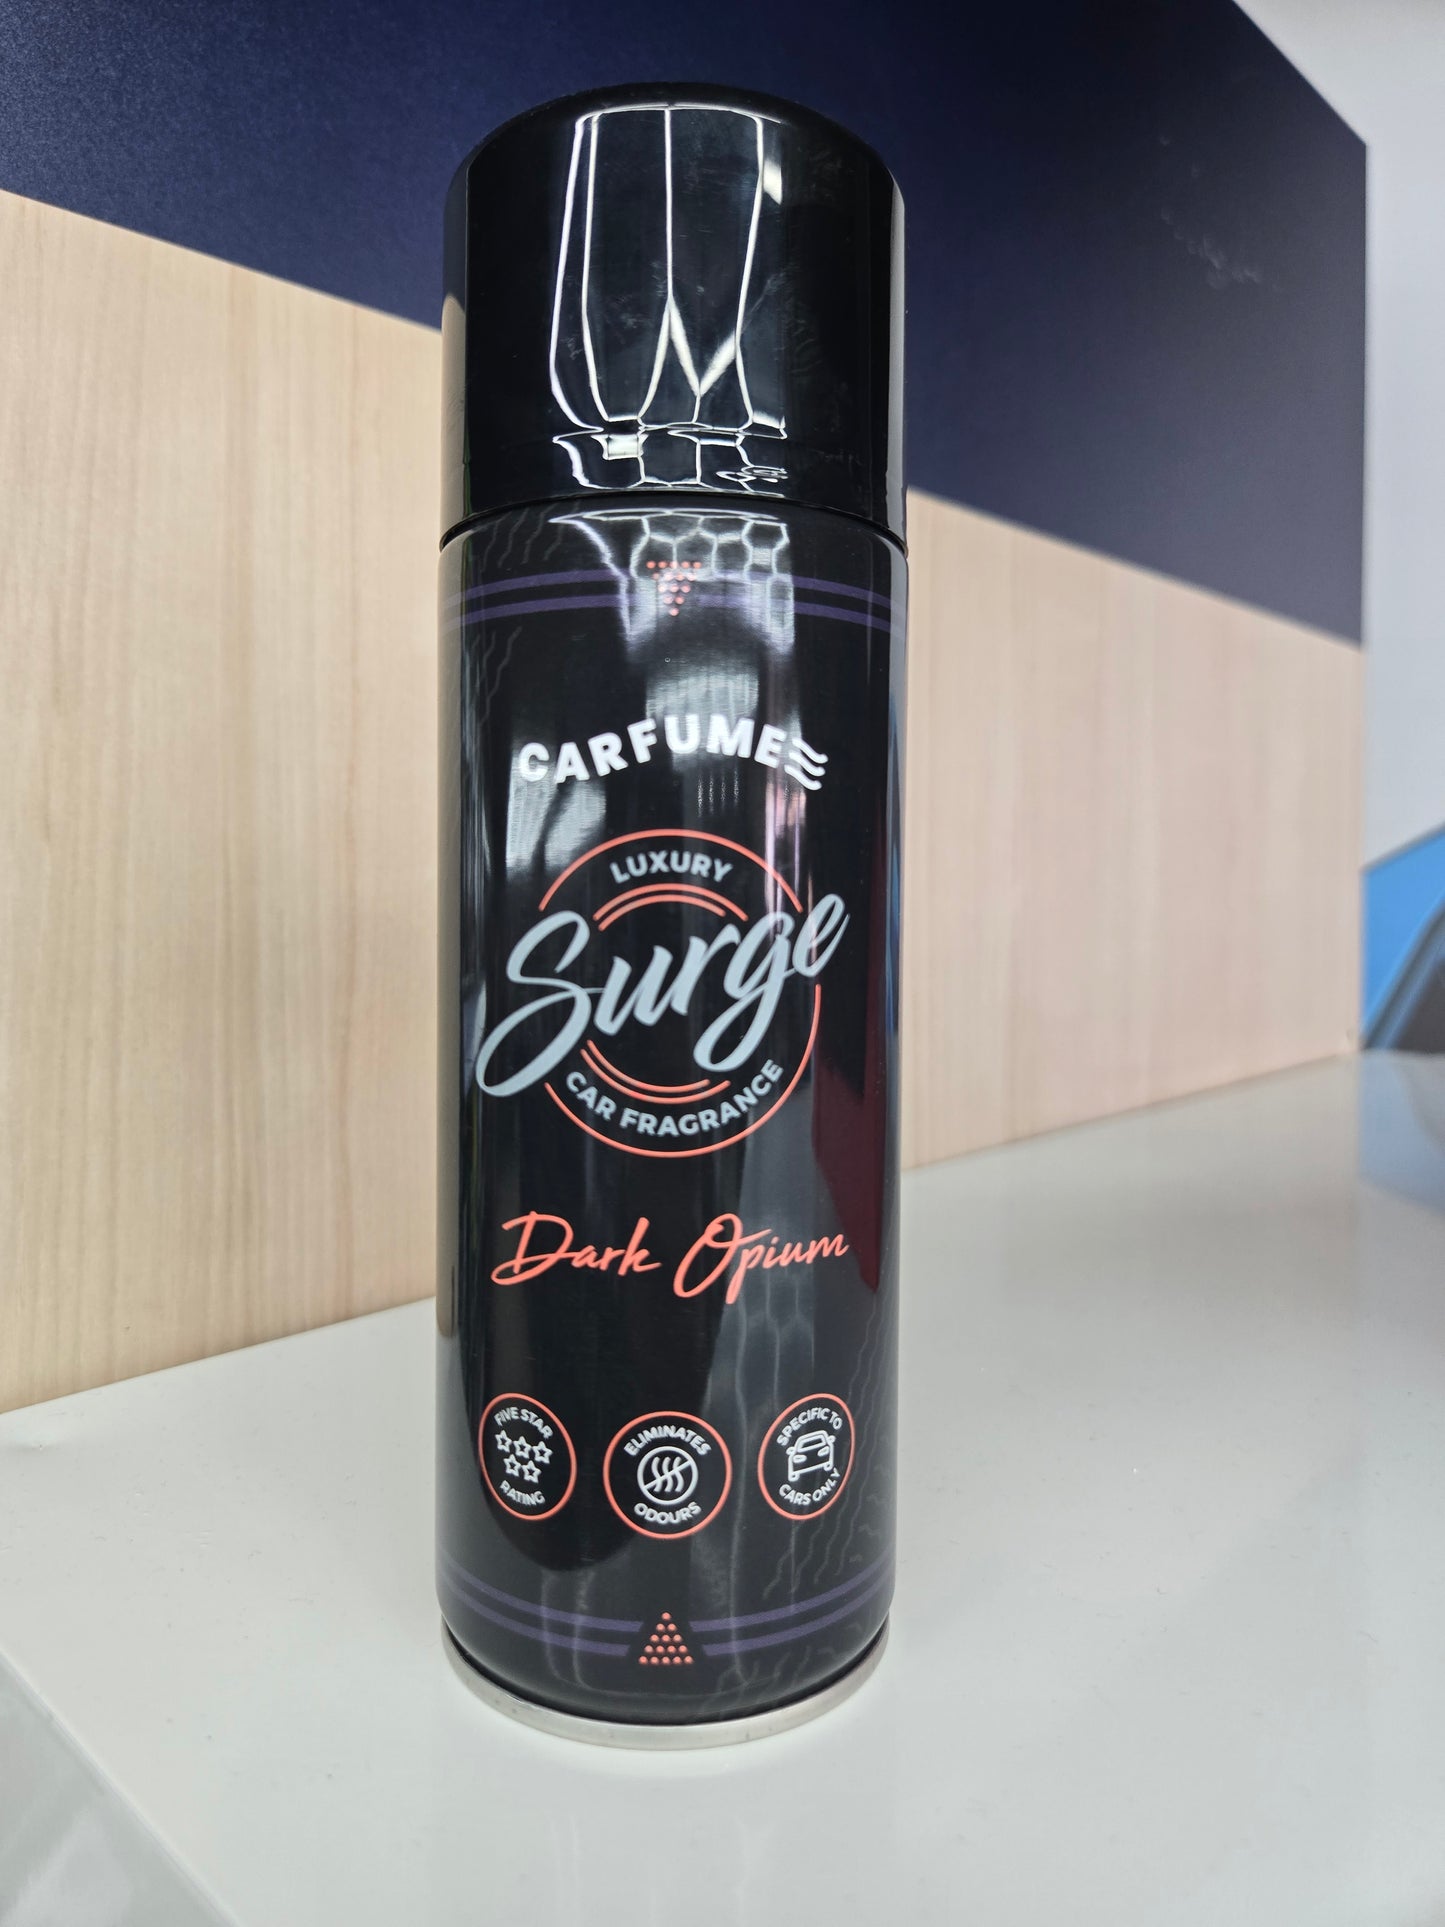 CARFUME
LUXURY
Surge
CAR FRAGRANCE
Dark Opium
FIVE STAR
RATING
ELIMINATES
ODOURS
SPECIFIC TO
CARS ONLY